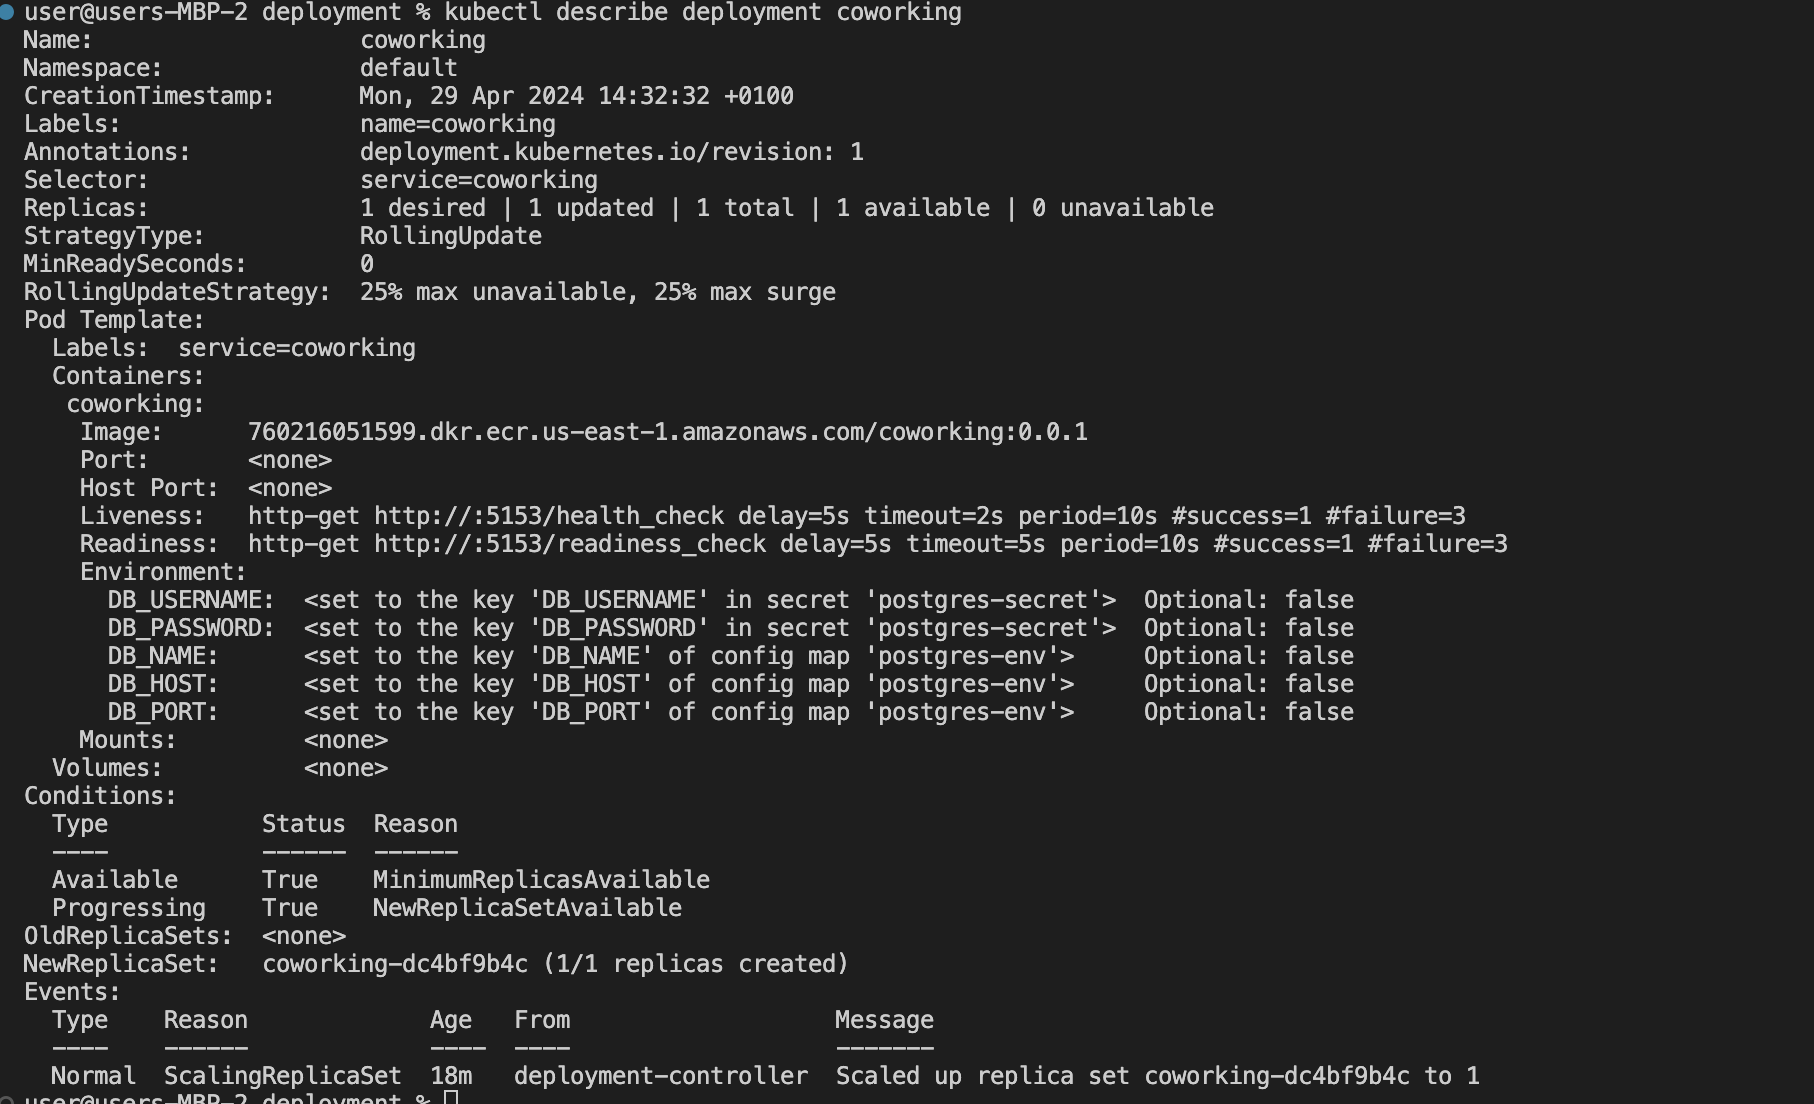 user@users-MBP-2 deployment % kubectl describe deployment coworking
Name:                   coworking
Namespace:              default
CreationTimestamp:      Mon, 29 Apr 2024 14:32:32 +0100
Labels:                 name=coworking
Annotations:            deployment.kubernetes.io/revision: 1
Selector:               service=coworking
Replicas:               1 desired | 1 updated | 1 total | 1 available | 0 unavailable
StrategyType:           RollingUpdate
MinReadySeconds:        0
RollingUpdateStrategy:  25% max unavailable, 25% max surge
Pod Template:
  Labels:  service=coworking
  Containers:
   coworking:
    Image:      760216051599.dkr.ecr.us-east-1.amazonaws.com/coworking:0.0.1
    Port:       <none>
    Host Port:  <none>
    Liveness:   http-get http://:5153/health_check delay=5s timeout=2s period=10s #success=1 #failure=3
    Readiness:  http-get http://:5153/readiness_check delay=5s timeout=5s period=10s #success=1 #failure=3
    Environment:
      DB_USERNAME:  <set to the key 'DB_USERNAME' in secret 'postgres-secret'>  Optional: false
      DB_PASSWORD:  <set to the key 'DB_PASSWORD' in secret 'postgres-secret'>  Optional: false
      DB_NAME:      <set to the key 'DB_NAME' of config map 'postgres-env'>     Optional: false
      DB_HOST:      <set to the key 'DB_HOST' of config map 'postgres-env'>     Optional: false
      DB_PORT:      <set to the key 'DB_PORT' of config map 'postgres-env'>     Optional: false
    Mounts:         <none>
  Volumes:          <none>
Conditions:
  Type           Status  Reason
  ----           ------  ------
  Available      True    MinimumReplicasAvailable
  Progressing    True    NewReplicaSetAvailable
OldReplicaSets:  <none>
NewReplicaSet:   coworking-dc4bf9b4c (1/1 replicas created)
Events:
  Type    Reason             Age   From                   Message
  ----    ------             ----  ----                   -------
  Normal  ScalingReplicaSet  18m   deployment-controller  Scaled up replica set coworking-dc4bf9b4c to 1
user@users-MBP-2 deployment %